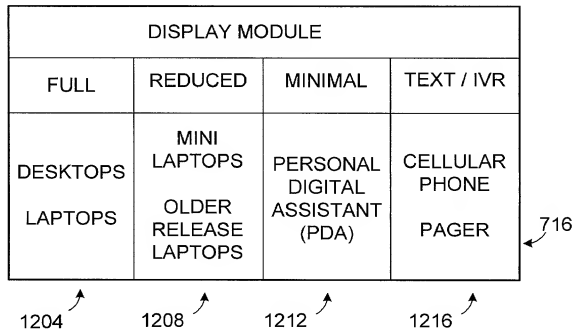 DISPLAY MODULE
FULL
REDUCED
MINIMAL
TEXT / IVR
DESKTOPS
LAPTOPS
MINI
LAPTOPS
OLDER
RELEASE
LAPTOPS
PERSONAL
DIGITAL
ASSISTANT
(PDA)
CELLULAR
PHONE
PAGER
716
1204
1208
1212
1216